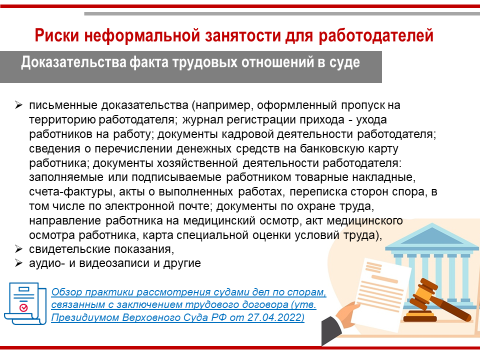 Риски неформальной занятости для работодателей
Доказательства факта трудовых отношений в суде
➢ письменные доказательства (например, оформленный пропуск на
территорию работодателя; журнал регистрации прихода - ухода
работников на работу; документы кадровой деятельности работодателя;
сведения о перечислении денежных средств на банковскую карту
работника; документы хозяйственной деятельности работодателя:
заполняемые или подписываемые работником товарные накладные,
счета-фактуры, акты о выполненных работах, переписка сторон спора, в
том числе по электронной почте; документы по охране труда,
направление работника на медицинский осмотр, акт медицинского
осмотра работника, карта специальной оценки условий труда),
➢ свидетельские показания,
➢ аудио- и видеозаписи и другие
Обзор практики рассмотрения судами дел по спорам,
связанным с заключением трудового договора (утв.
Президиумом Верховного Суда РФ от 27.04.2022)